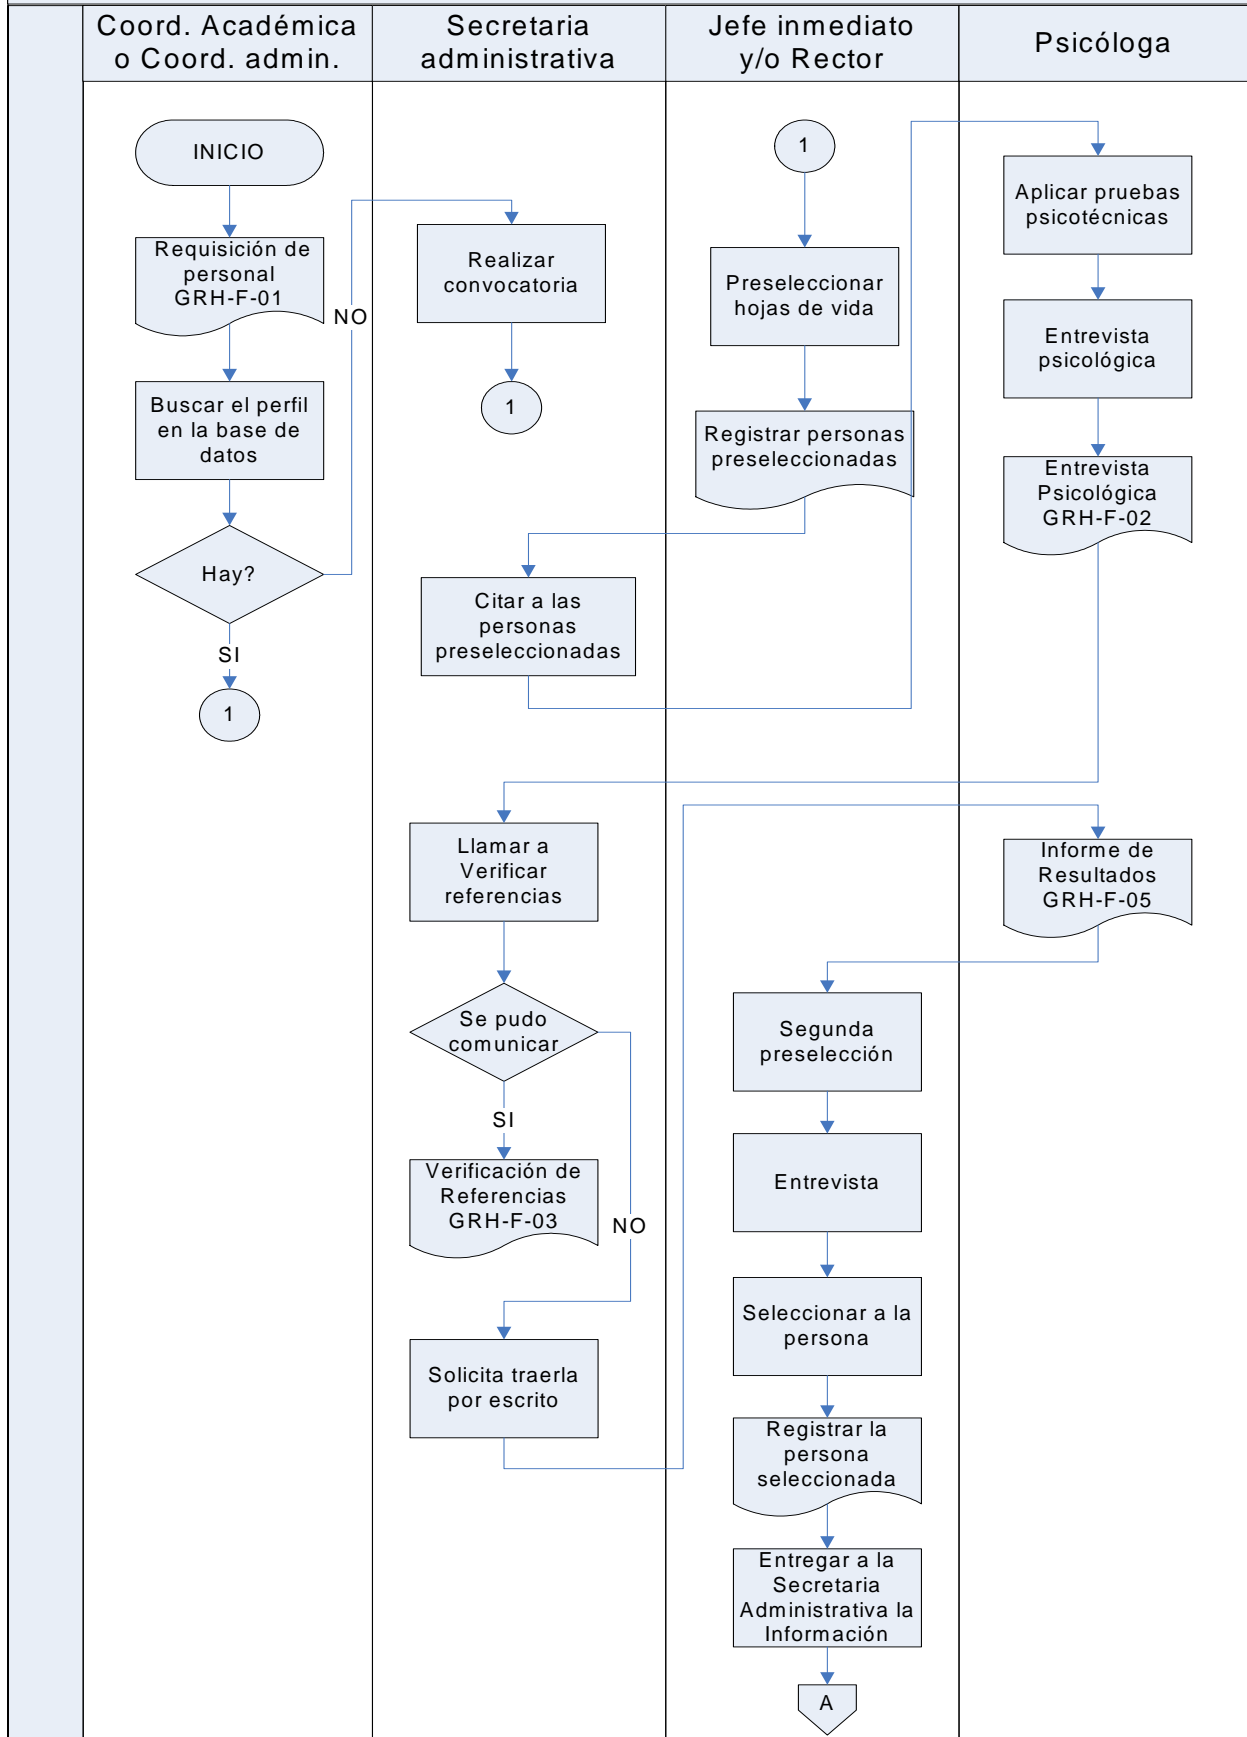 Coord. Académica
o Coord. admin.
Secretaria
administrativa
Jefe inmediato
y/o Rector
Psicóloga
INICIO
Requisición de
personal
GRH-F-01
Buscar el perfil
en la base de
datos
Hay?
NO
SI
1
Realizar
convocatoria
1
1
Preseleccionar
hojas de vida
Registrar personas
preseleccionadas
Citar a las
personas
preseleccionadas
Aplicar pruebas
psicotécnicas
Entrevista
psicológica
Entrevista
Psicológica
GRH-F-02
Llamar a
Verificar
referencias
Se pudo
comunicar
SI
NO
Verificación de
Referencias
GRH-F-03
Solicita traerla
por escrito
Informe de
Resultados
GRH-F-05
Segunda
preselección
Entrevista
Seleccionar a la
persona
Registrar la
persona
seleccionada
Entregar a la
Secretaria
Administrativa la
Información
A